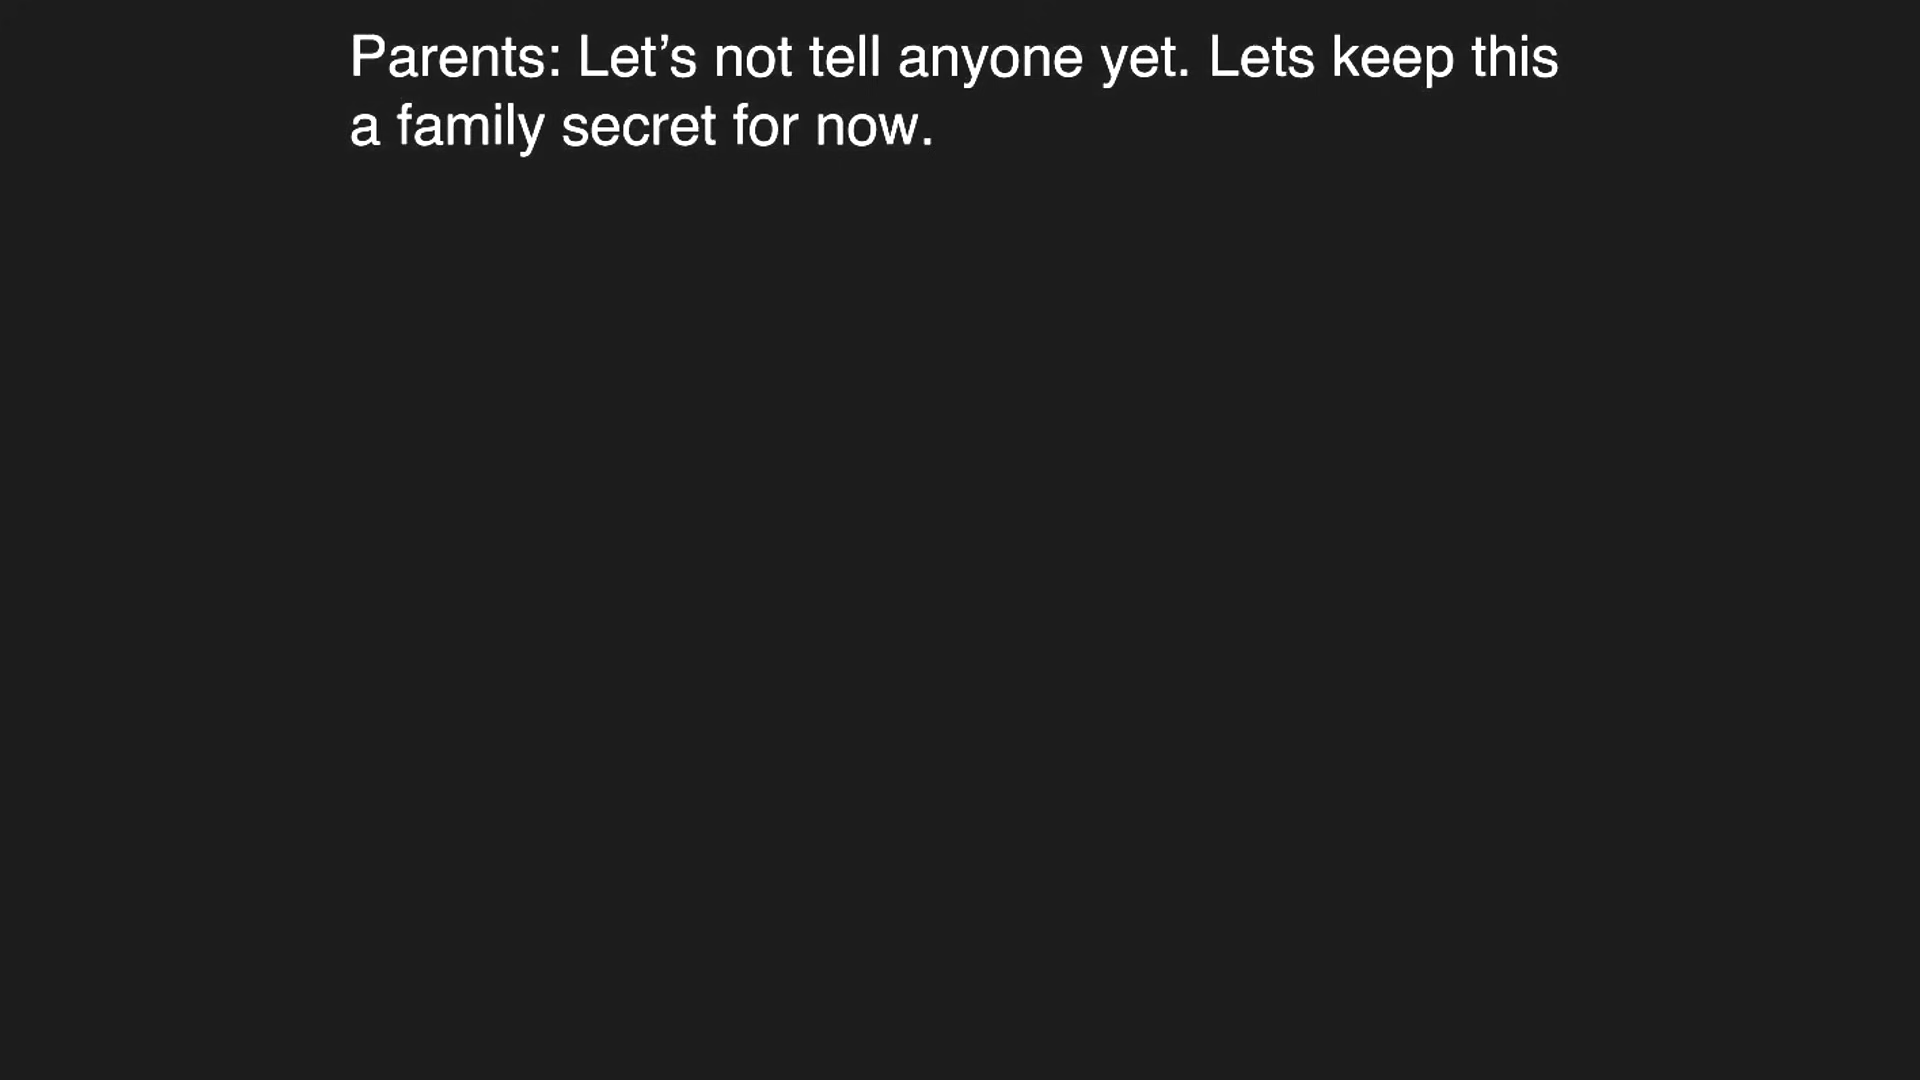 Parents: Let’s not tell anyone yet. Lets keep this
a family secret for now.